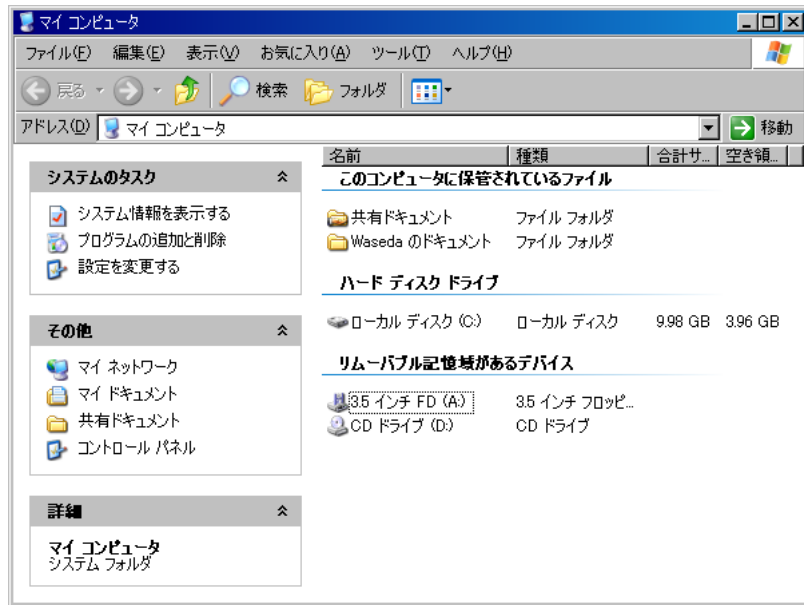 マイ コンピュータ
ファイル(F) 編集(E) 表示(V) お気に入り(A) ツール(T) ヘルプ(H)
戻る 検索 フォルダ
アドレス(D) マイ コンピュータ 移動
システムのタスク
システム情報を表示する
プログラムの追加と削除
設定を変更する
その他
マイ ネットワーク
マイ ドキュメント
共有ドキュメント
コントロール パネル
詳細
マイ コンピュータ
システム フォルダ
名前 種類 合計サ... 空き領...
このコンピュータに保管されているファイル
共有ドキュメント ファイル フォルダ
Waseda のドキュメント ファイル フォルダ
ハード ディスク ドライブ
ローカル ディスク (C:) ローカル ディスク 9.98 GB 3.96 GB
リムーバブル記憶域があるデバイス
3.5 インチ FD (A:) 3.5 インチ フロッピ...
CD ドライブ (D:) CD ドライブ